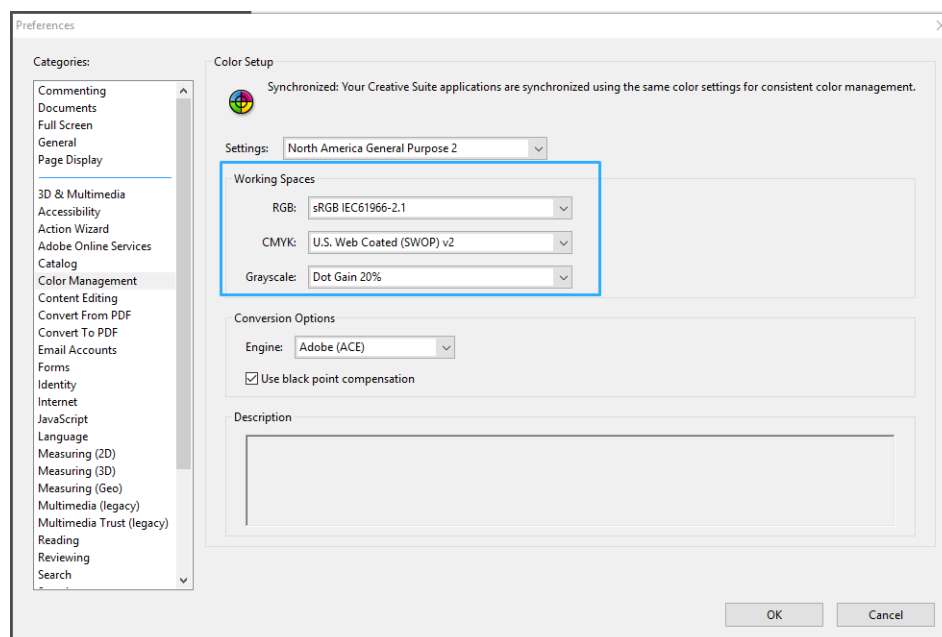 Preferences
Categories:
Commenting
Documents
Full Screen
General
Page Display
3D & Multimedia
Accessibility
Action Wizard
Adobe Online Services
Catalog
Color Management
Content Editing
Convert From PDF
Convert To PDF
Email Accounts
Forms
Identity
Internet
JavaScript
Language
Measuring (2D)
Measuring (3D)
Measuring (Geo)
Multimedia (legacy)
Multimedia Trust (legacy)
Reading
Reviewing
Search
Color Setup
Synchronized: Your Creative Suite applications are synchronized using the same color settings for consistent color management.
Settings: North America General Purpose 2
Working Spaces
RGB: sRGB IEC61966-2.1
CMYK: U.S. Web Coated (SWOP) v2
Grayscale: Dot Gain 20%
Conversion Options
Engine: Adobe (ACE)
Use black point compensation
Description
OK Cancel